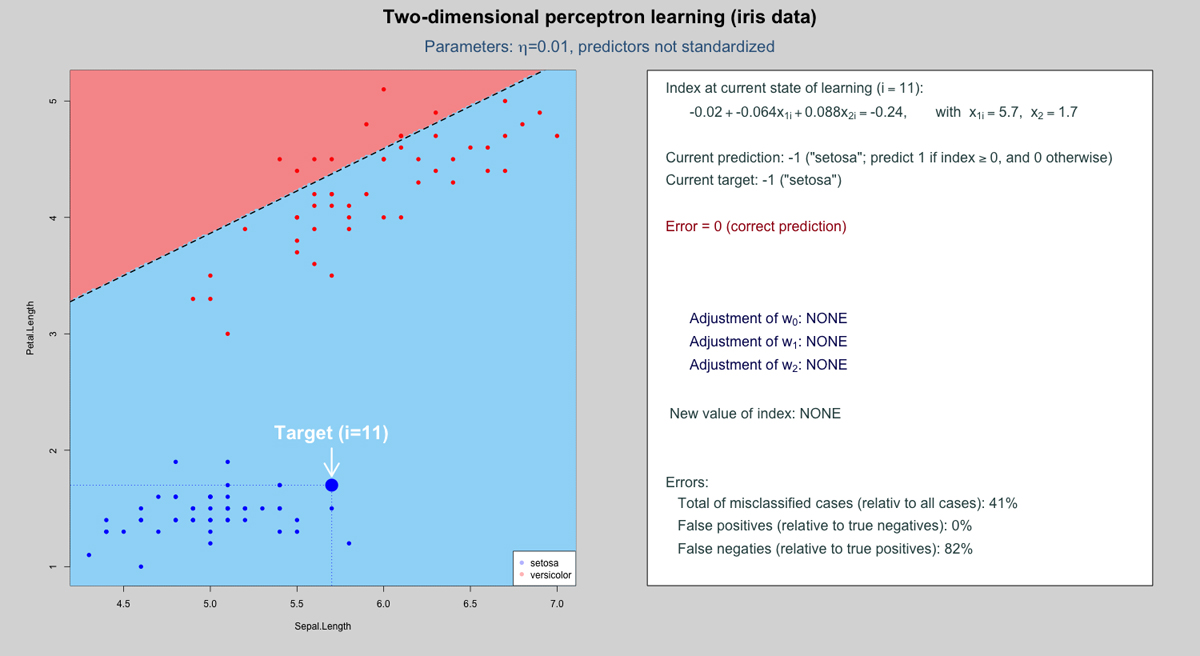 Two-dimensional perceptron learning (iris data)
Parameters: η=0.01, predictors not standardized
Petal.Length
5
4
3
2
1
Target (i=11)
setosa
versicolor
4.5 5.0 5.5 6.0 6.5 7.0
Sepal.Length
Index at current state of learning (i = 11):
-0.02 + -0.064x1i + 0.088x2i = -0.24, with x1i = 5.7, x2 = 1.7
Current prediction: -1 ("setosa"; predict 1 if index ≥ 0, and 0 otherwise)
Current target: -1 ("setosa")
Error = 0 (correct prediction)
Adjustment of w0: NONE
Adjustment of w1: NONE
Adjustment of w2: NONE
New value of index: NONE
Errors:
Total of misclassified cases (relativ to all cases): 41%
False positives (relative to true negatives): 0%
False negaties (relative to true positives): 82%